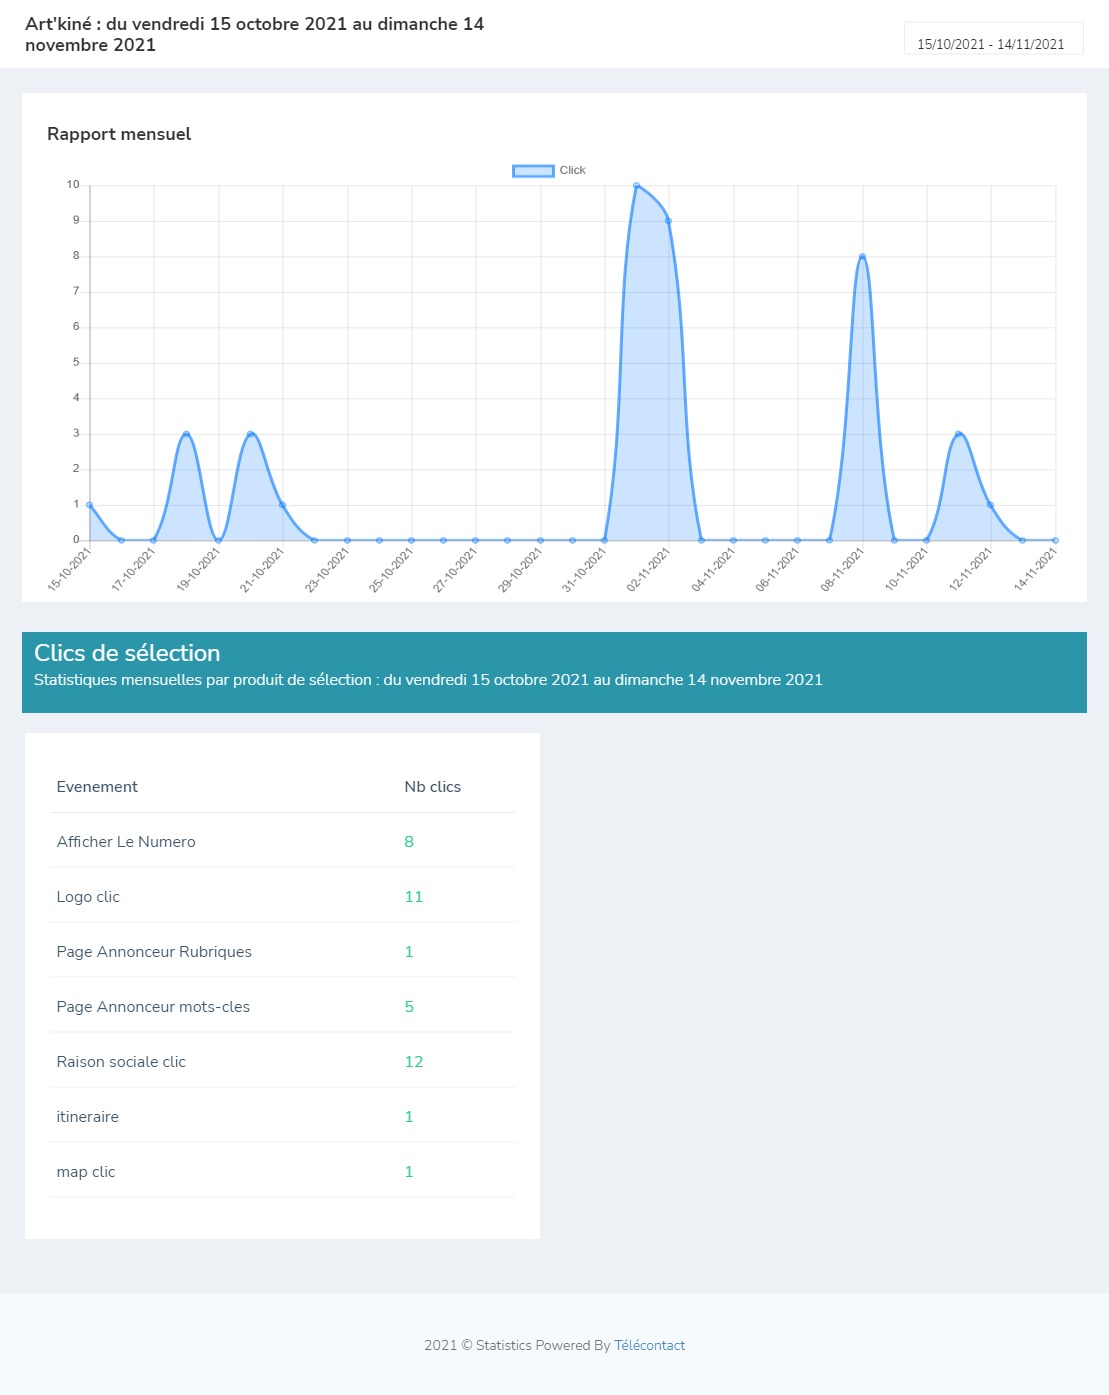 Art'kiné : du vendredi 15 octobre 2021 au dimanche 14
novembre 2021
15/10/2021 - 14/11/2021
Rapport mensuel
Click
10
9
8
7
6
5
4
3
2
1
0
15-10-2021
17-10-2021
19-10-2021
21-10-2021
23-10-2021
25-10-2021
27-10-2021
29-10-2021
31-10-2021
02-11-2021
04-11-2021
06-11-2021
08-11-2021
10-11-2021
12-11-2021
14-11-2021
Clics de sélection
Statistiques mensuelles par produit de sélection : du vendredi 15 octobre 2021 au dimanche 14 novembre 2021
Evenement Nb clics
Afficher Le Numero 8
Logo clic 11
Page Annonceur Rubriques 1
Page Annonceur mots-cles 5
Raison sociale clic 12
itineraire 1
map clic 1
2021 © Statistics Powered By Télécontact